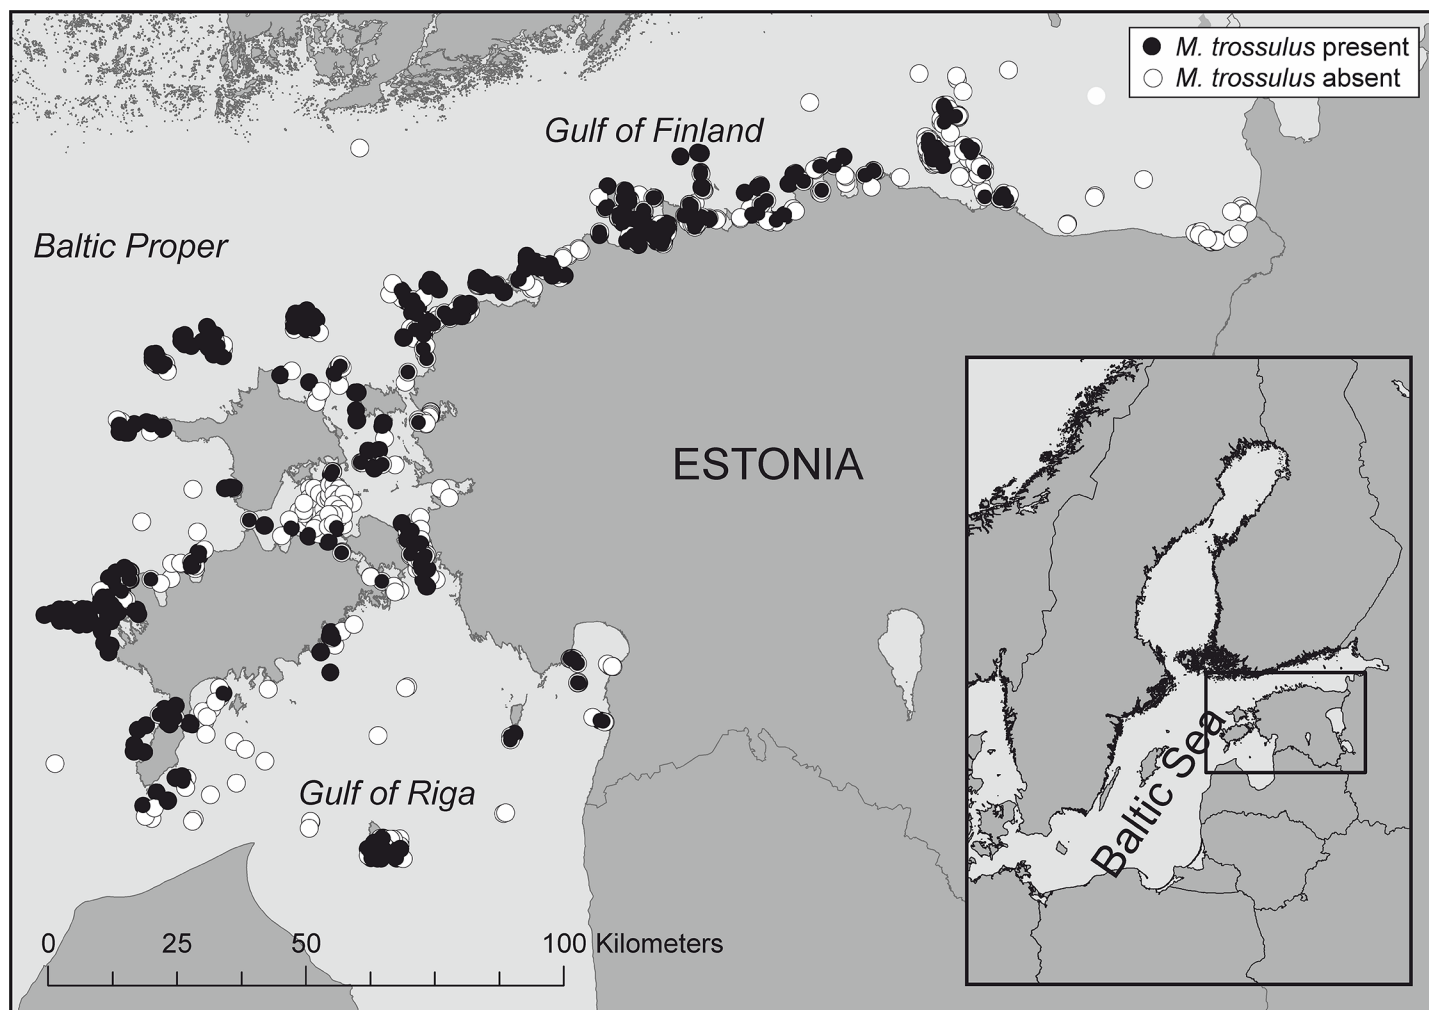 M. trossulus present
M. trossulus absent
Gulf of Finland
Baltic Proper
ESTONIA
Baltic Sea
Gulf of Riga
0 25 50 100 Kilometers